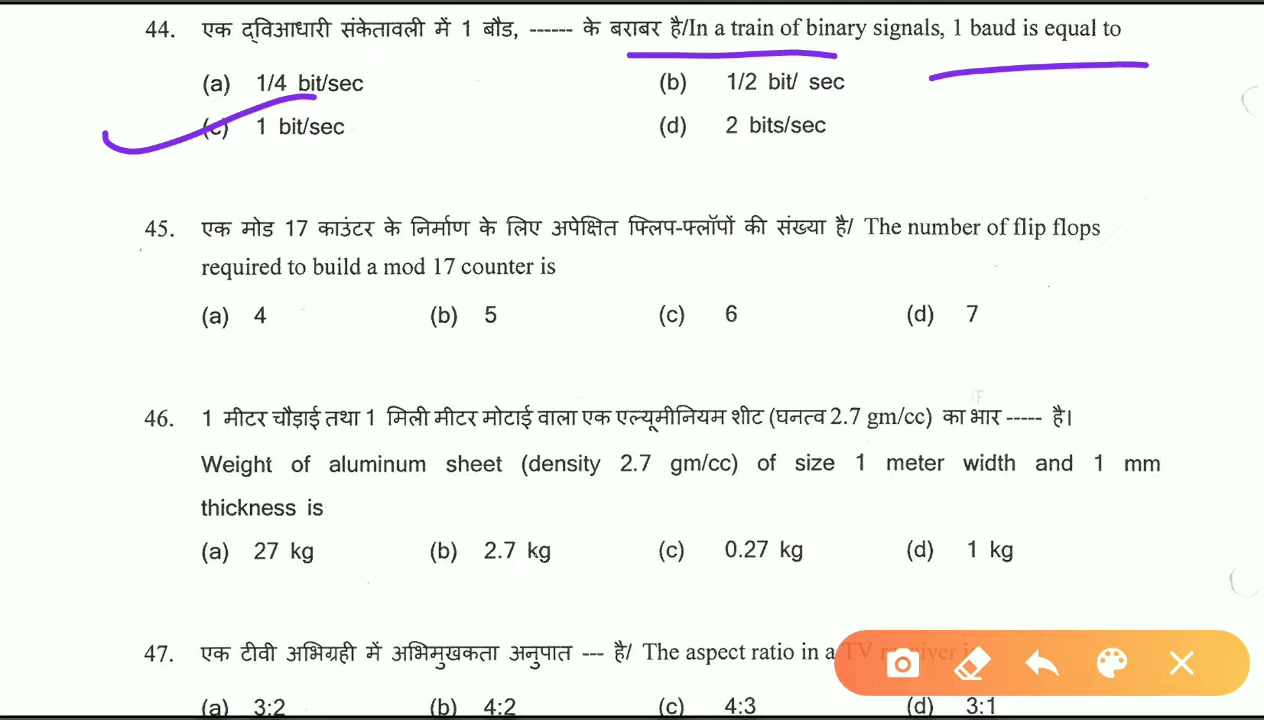 44. एक द्विआधारी संकेतावली में 1 बौड, ------ के बराबर है/In a train of binary signals, 1 baud is equal to
(a) 1/4 bit/sec (b) 1/2 bit/ sec
(c) 1 bit/sec (d) 2 bits/sec
45. एक मोड 17 काउंटर के निर्माण के लिए अपेक्षित फ्लिप-फ्लॉपों की संख्या है/ The number of flip flops
required to build a mod 17 counter is
(a) 4 (b) 5 (c) 6 (d) 7
46. 1 मीटर चौड़ाई तथा 1 मिली मीटर मोटाई वाला एक एल्यूमीनियम शीट (घनत्व 2.7 gm/cc) का भार ----- है।
Weight of aluminum sheet (density 2.7 gm/cc) of size 1 meter width and 1 mm
thickness is
(a) 27 kg (b) 2.7 kg (c) 0.27 kg (d) 1 kg
47. एक टीवी अभिग्रही में अभिमुखकता अनुपात --- है/ The aspect ratio in a TV
(a) 3:2 (b) 4:2 (c) 4:3 (d) 3:1